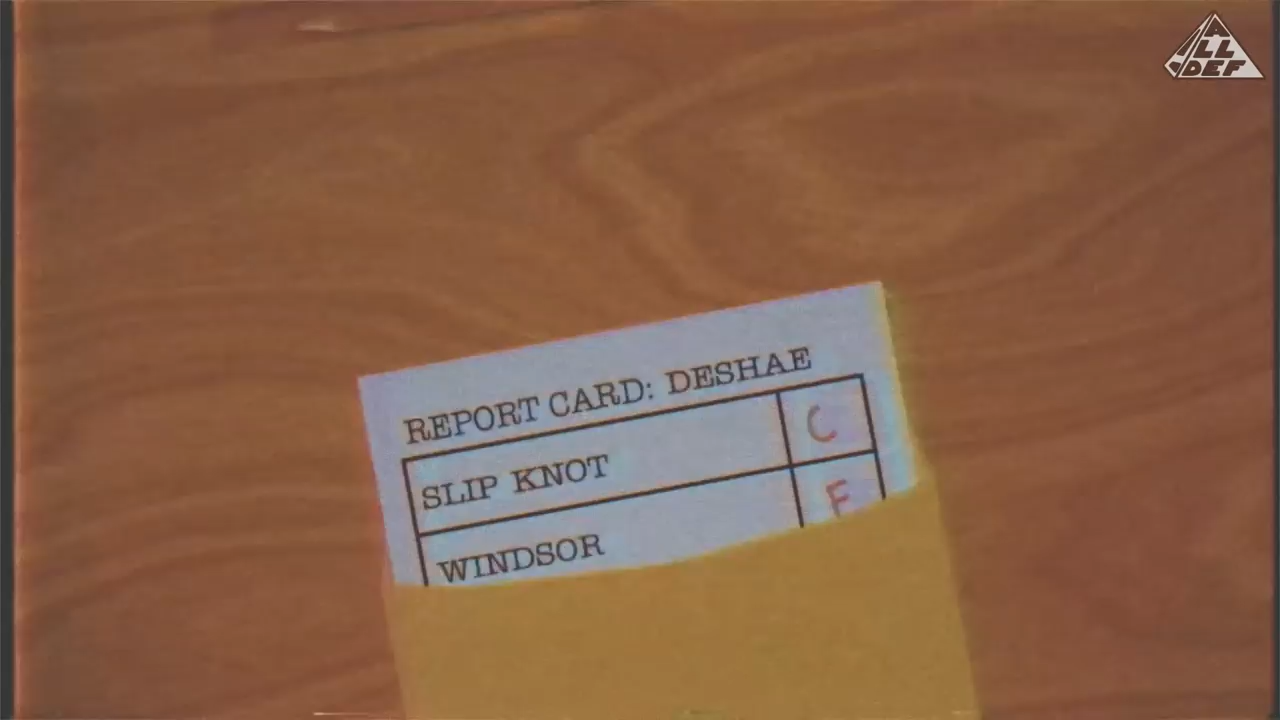 ALL
DEF
REPORT CARD: DESHAE
SLIP KNOT C
WINDSOR F